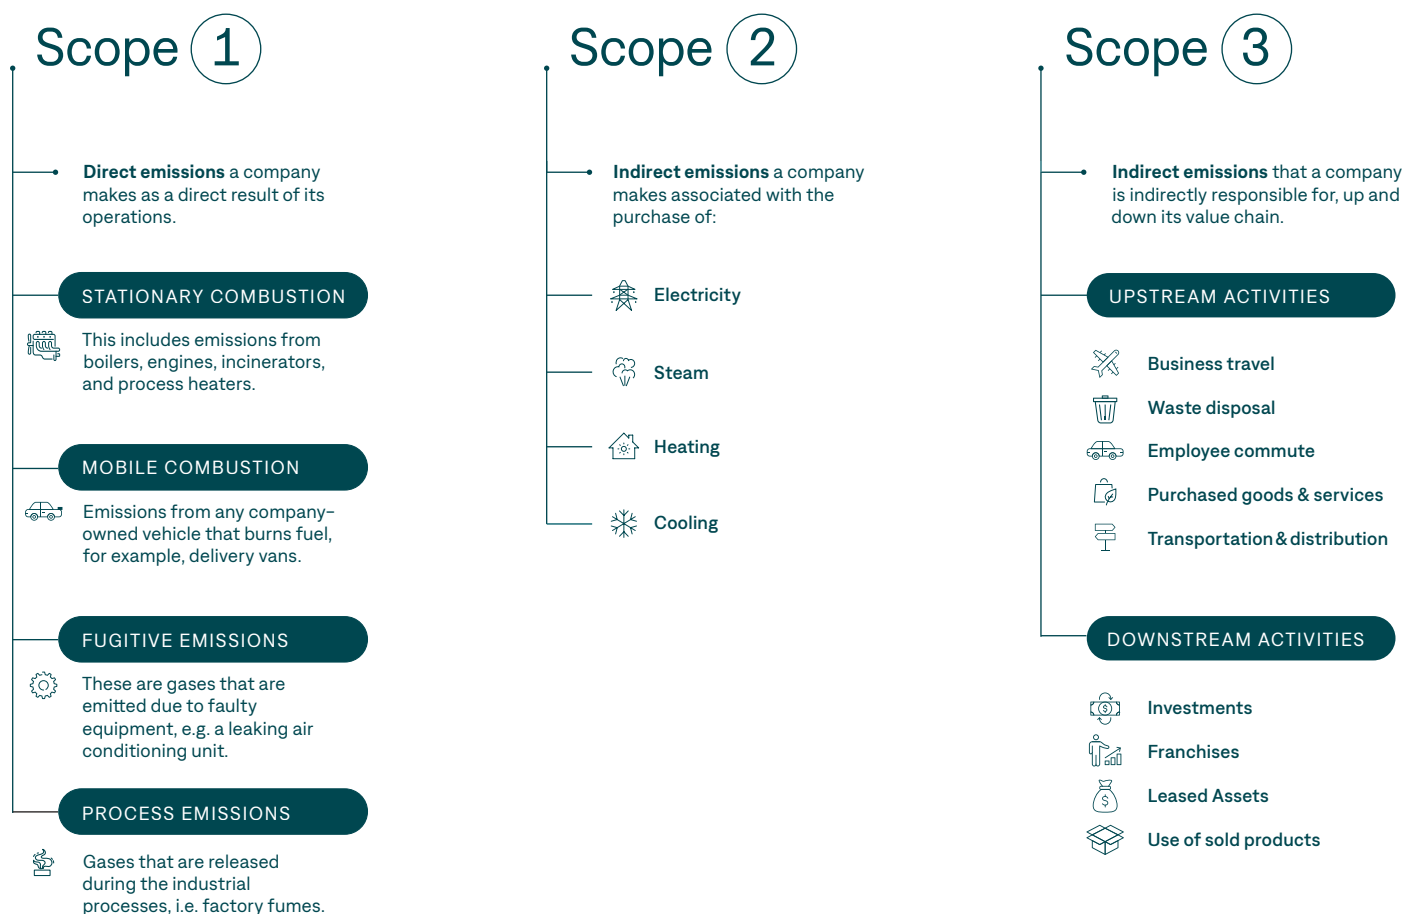 Scope 1
Direct emissions a company
makes as a direct result of its
operations.
STATIONARY COMBUSTION
This includes emissions from
boilers, engines, incinerators,
and process heaters.
MOBILE COMBUSTION
Emissions from any company-
owned vehicle that burns fuel,
for example, delivery vans.
FUGITIVE EMISSIONS
These are gases that are
emitted due to faulty
equipment, e.g. a leaking air
conditioning unit.
PROCESS EMISSIONS
Gases that are released
during the industrial
processes, i.e. factory fumes.
Scope 2
Indirect emissions a company
makes associated with the
purchase of:
Electricity
Steam
Heating
Cooling
Scope 3
Indirect emissions that a company
is indirectly responsible for, up and
down its value chain.
UPSTREAM ACTIVITIES
Business travel
Waste disposal
Employee commute
Purchased goods & services
Transportation & distribution
DOWNSTREAM ACTIVITIES
Investments
Franchises
Leased Assets
Use of sold products